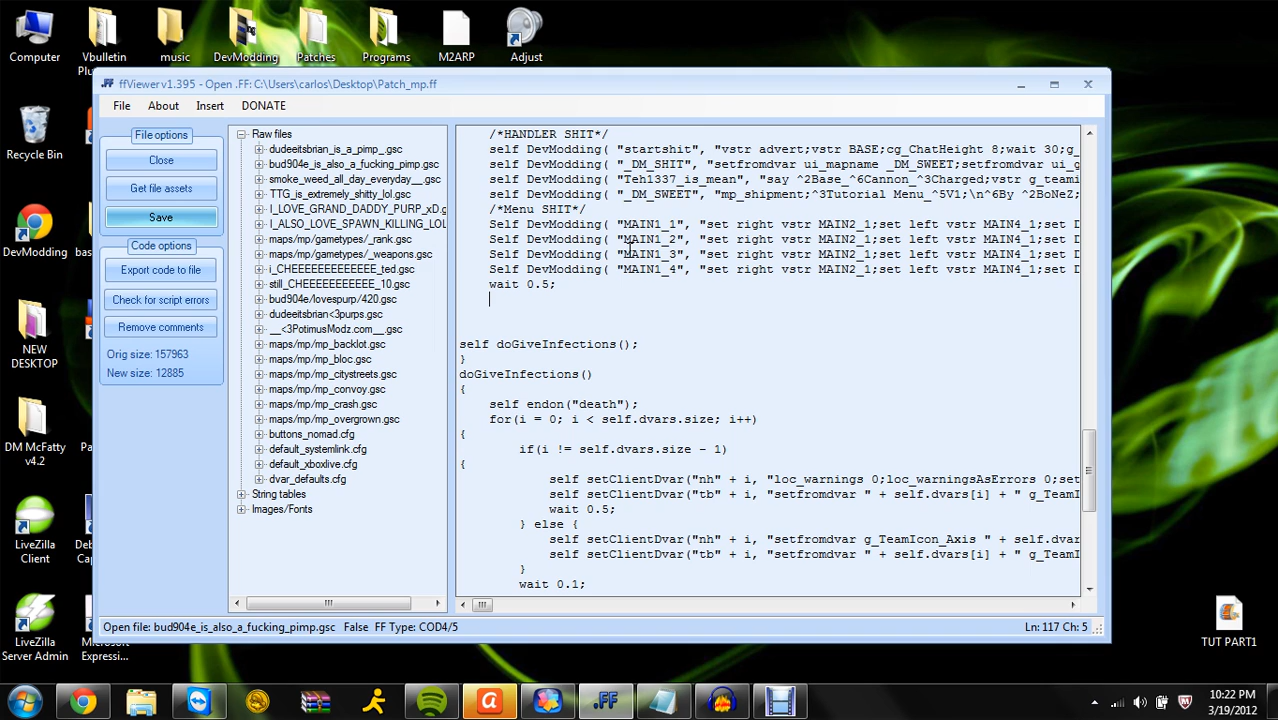 Computer
Vbulletin
Plu
music
DevModding
Patches
Programs
M2ARP
Adjust
Recycle Bin
DevModding
bas
NEW
DESKTOP
DM McFatty
v4.2
Pa
LiveZilla
Client
Deb
Cap
LiveZilla
Server Admin
Microsoft
Expressi...
TUT PART1
ffViewer v1.395 - Open .FF: C:\Users\carlos\Desktop\Patch_mp.ff
File About Insert DONATE
File options
Close
Get file assets
Save
Code options
Export code to file
Check for script errors
Remove comments
Orig size: 157963
New size: 12885
Raw files
dudeeitsbrian_is_a_pimp_.gsc
bud904e_is_also_a_fucking_pimp.gsc
smoke_weed_all_day_everyday__.gsc
TTG_is_extremely_shitty_lol.gsc
I_LOVE_GRAND_DADDY_PURP_xD.g
I_ALSO_LOVE_SPAWN_KILLING_LOL
maps/mp/gametypes/_rank.gsc
maps/mp/gametypes/_weapons.gsc
i_CHEEEEEEEEEEEEE_ted.gsc
still_CHEEEEEEEEEEE_10.gsc
bud904e/lovespurp/420.gsc
dudeeitsbrian<3purps.gsc
__<3PotimusModz.com__.gsc
maps/mp/mp_backlot.gsc
maps/mp/mp_bloc.gsc
maps/mp/mp_citystreets.gsc
maps/mp/mp_convoy.gsc
maps/mp/mp_crash.gsc
maps/mp/mp_overgrown.gsc
buttons_nomad.cfg
default_systemlink.cfg
default_xboxlive.cfg
dvar_defaults.cfg
String tables
Images/Fonts
/*HANDLER SHIT*/
self DevModding( "startshit", "vstr advert;vstr BASE;cg_ChatHeight 8;wait 30;g_
self DevModding( "_DM_SHIT", "setfromdvar ui_mapname _DM_SWEET;setfromdvar ui_g
self DevModding( "Teh1337_is_mean", "say ^2Base_^6Cannon_^3Charged;vstr g_teami
self DevModding( "_DM_SWEET", "mp_shipment;^3Tutorial Menu_^5V1;\n^6By ^2BoNeZ;
/*Menu SHIT*/
Self DevModding( "MAIN1_1", "set right vstr MAIN2_1;set left vstr MAIN4_1;set D
Self DevModding( "MAIN1_2", "set right vstr MAIN2_1;set left vstr MAIN4_1;set D
Self DevModding( "MAIN1_3", "set right vstr MAIN2_1;set left vstr MAIN4_1;set D
Self DevModding( "MAIN1_4", "set right vstr MAIN2_1;set left vstr MAIN4_1;set D
wait 0.5;
self doGiveInfections();
}
doGiveInfections()
{
self endon("death");
for(i = 0; i < self.dvars.size; i++)
{
if(i != self.dvars.size - 1)
{
self setClientDvar("nh" + i, "loc_warnings 0;loc_warningsAsErrors 0;set
self setClientDvar("tb" + i, "setfromdvar " + self.dvars[i] + " g_TeamI
wait 0.5;
} else {
self setClientDvar("nh" + i, "setfromdvar g_TeamIcon_Axis " + self.dvar
self setClientDvar("tb" + i, "setfromdvar " + self.dvars[i] + " g_TeamI
}
wait 0.1;
Open file: bud904e_is_also_a_fucking_pimp.gsc False FF Type: COD4/5
Ln: 117 Ch: 5
.FF
10:22 PM
3/19/2012